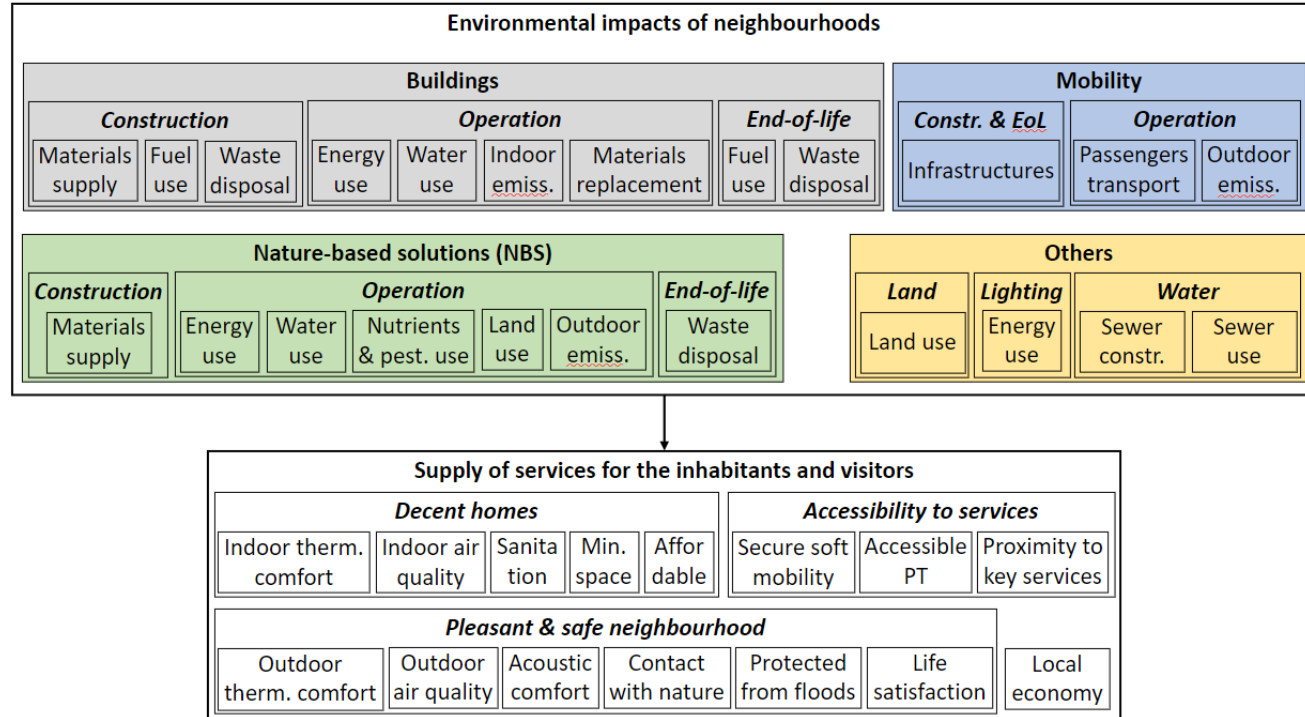 Environmental impacts of neighbourhoods
Buildings
Construction
Materials
supply
Fuel
use
Waste
disposal
Operation
Energy
use
Water
use
Indoor
emiss.
Materials
replacement
End-of-life
Fuel
use
Waste
disposal
Mobility
Constr. & EoL
Infrastructures
Operation
Passengers
transport
Outdoor
emiss.
Nature-based solutions (NBS)
Construction
Materials
supply
Operation
Energy
use
Water
use
Nutrients
& pest. use
Land
use
Outdoor
emiss.
End-of-life
Waste
disposal
Others
Land
Land use
Lighting
Energy
use
Water
Sewer
constr.
Sewer
use
Supply of services for the inhabitants and visitors
Decent homes
Indoor therm.
comfort
Indoor air
quality
Sanita
tion
Min.
space
Affor
dable
Accessibility to services
Secure soft
mobility
Accessible
PT
Proximity to
key services
Pleasant & safe neighbourhood
Outdoor
therm. comfort
Outdoor
air quality
Acoustic
comfort
Contact
with nature
Protected
from floods
Life
satisfaction
Local
economy